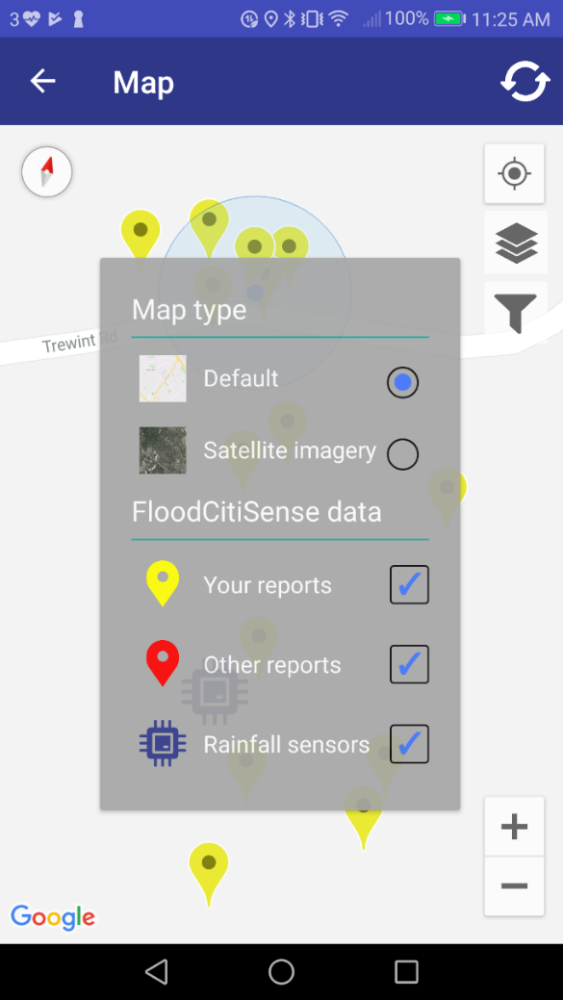 3 100% 11:25 AM
Map
Trewint Rd
Map type
Default
Satellite imagery
FloodCitiSense data
Your reports
Other reports
Rainfall sensors
Google